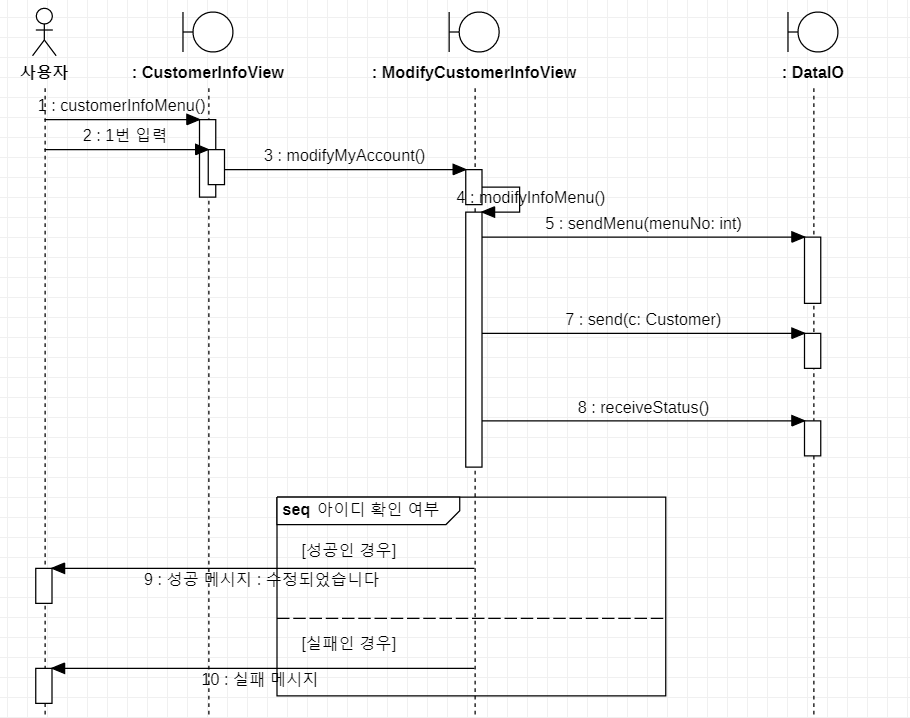 사용자
: CustomerInfoView
: ModifyCustomerInfoView
: DataIO
1 : customerInfoMenu()
2 : 1번 입력
3 : modifyMyAccount()
4 : modifyInfoMenu()
5 : sendMenu(menuNo: int)
7 : send(c: Customer)
8 : receiveStatus()
seq 아이디 확인 여부
[성공인 경우]
9 : 성공 메시지 : 수정되었습니다
[실패인 경우]
10 : 실패 메시지